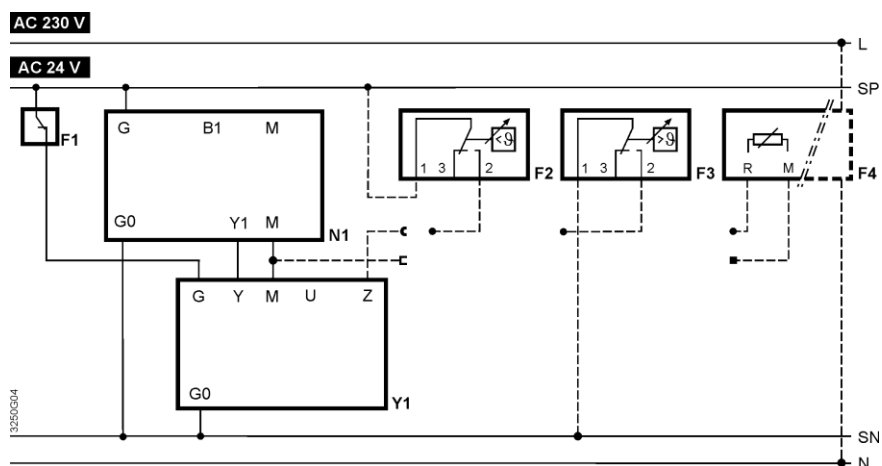 AC 230 V
L
AC 24 V
SP
F1
G B1 M
G0 Y1 M
N1
1 3 2
<ϑ
F2
1 3 2
>ϑ
F3
R M
F4
G Y M U Z
G0
Y1
3250G04
SN
N